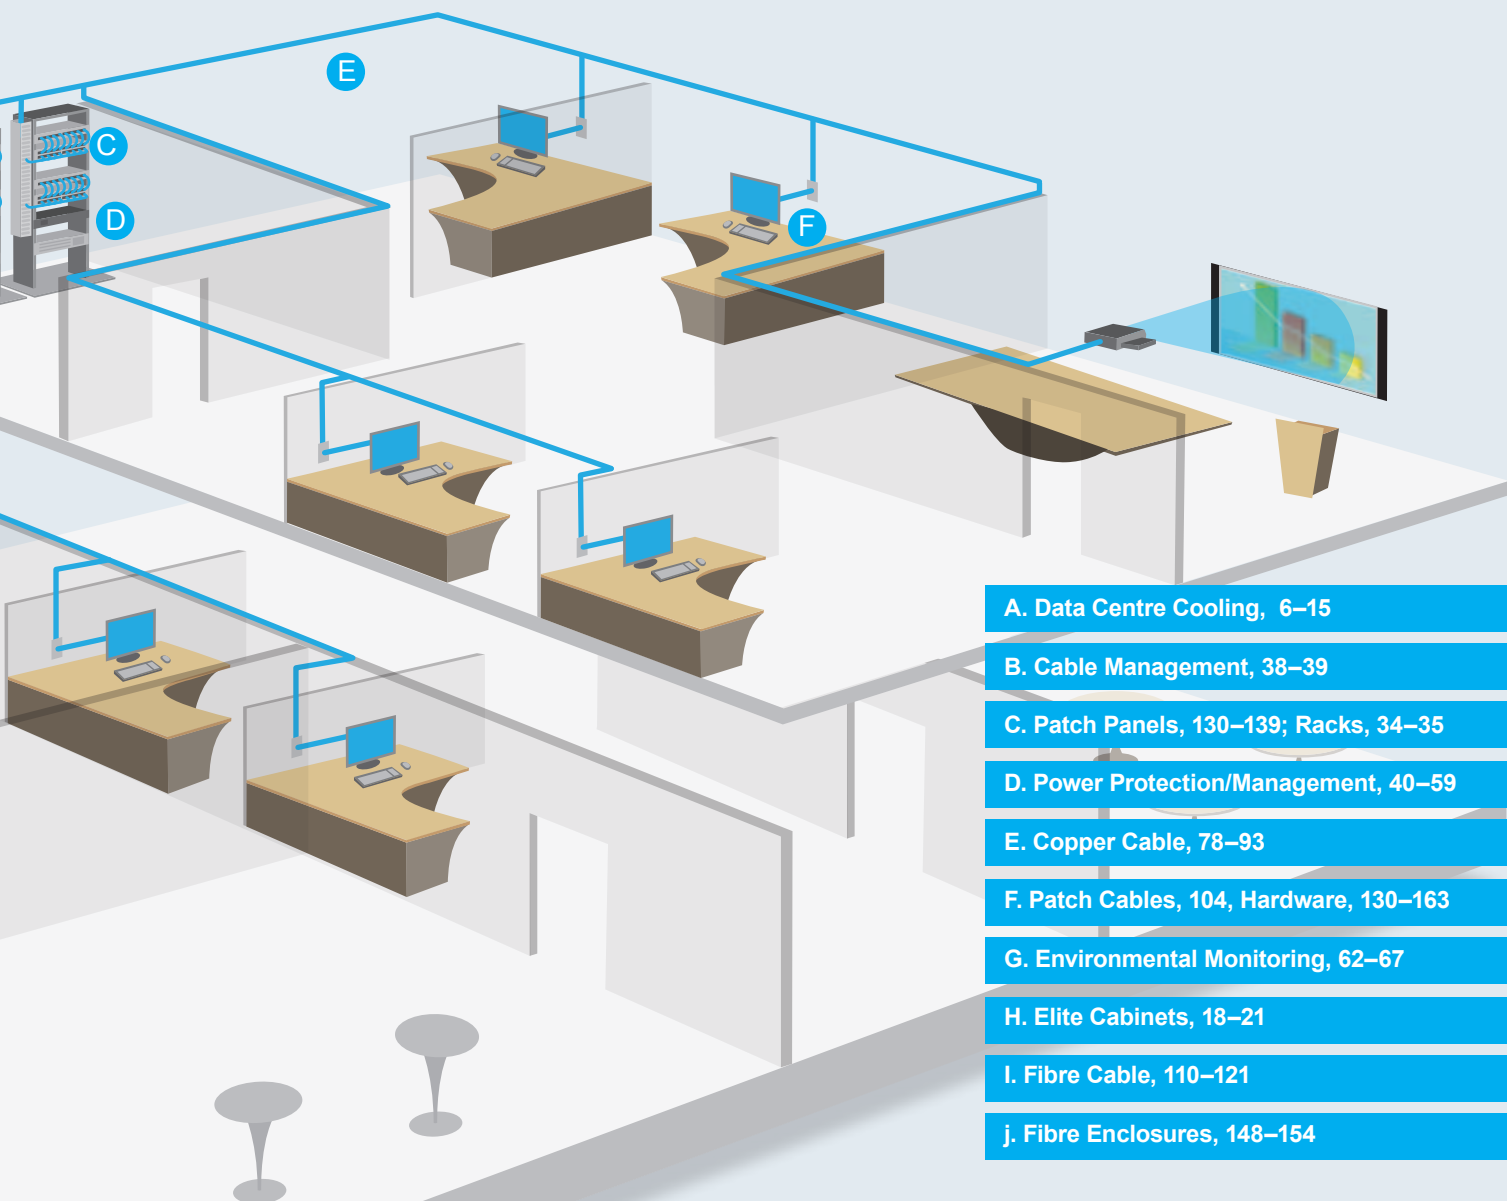 E
C
D
F
A. Data Centre Cooling, 6–15
B. Cable Management, 38–39
C. Patch Panels, 130–139; Racks, 34–35
D. Power Protection/Management, 40–59
E. Copper Cable, 78–93
F. Patch Cables, 104, Hardware, 130–163
G. Environmental Monitoring, 62–67
H. Elite Cabinets, 18–21
I. Fibre Cable, 110–121
j. Fibre Enclosures, 148–154